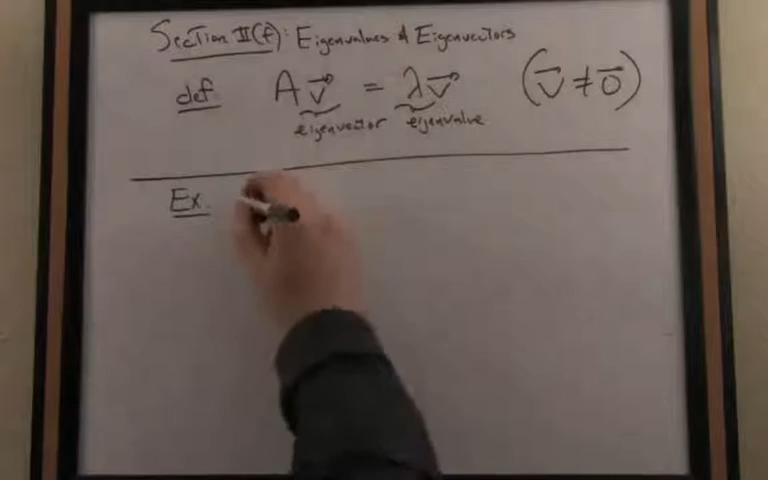 Section II(f): Eigenvalues & Eigenvectors
def A v⃗ = λ v⃗ (v⃗ ≠ 0⃗)
eigenvector eigenvalue
Ex.